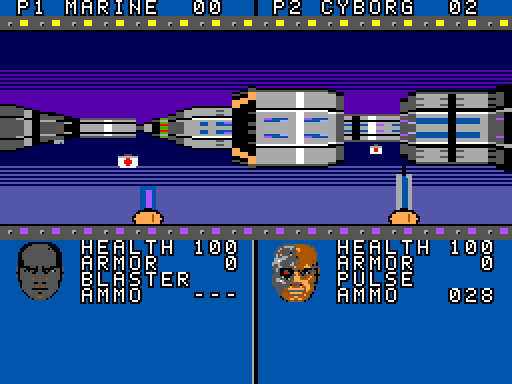 P1 MARINE 00 P2 CYBORG 02
HEALTH 100 HEALTH 100
ARMOR 0 ARMOR 0
BLASTER PULSE
AMMO --- AMMO 028